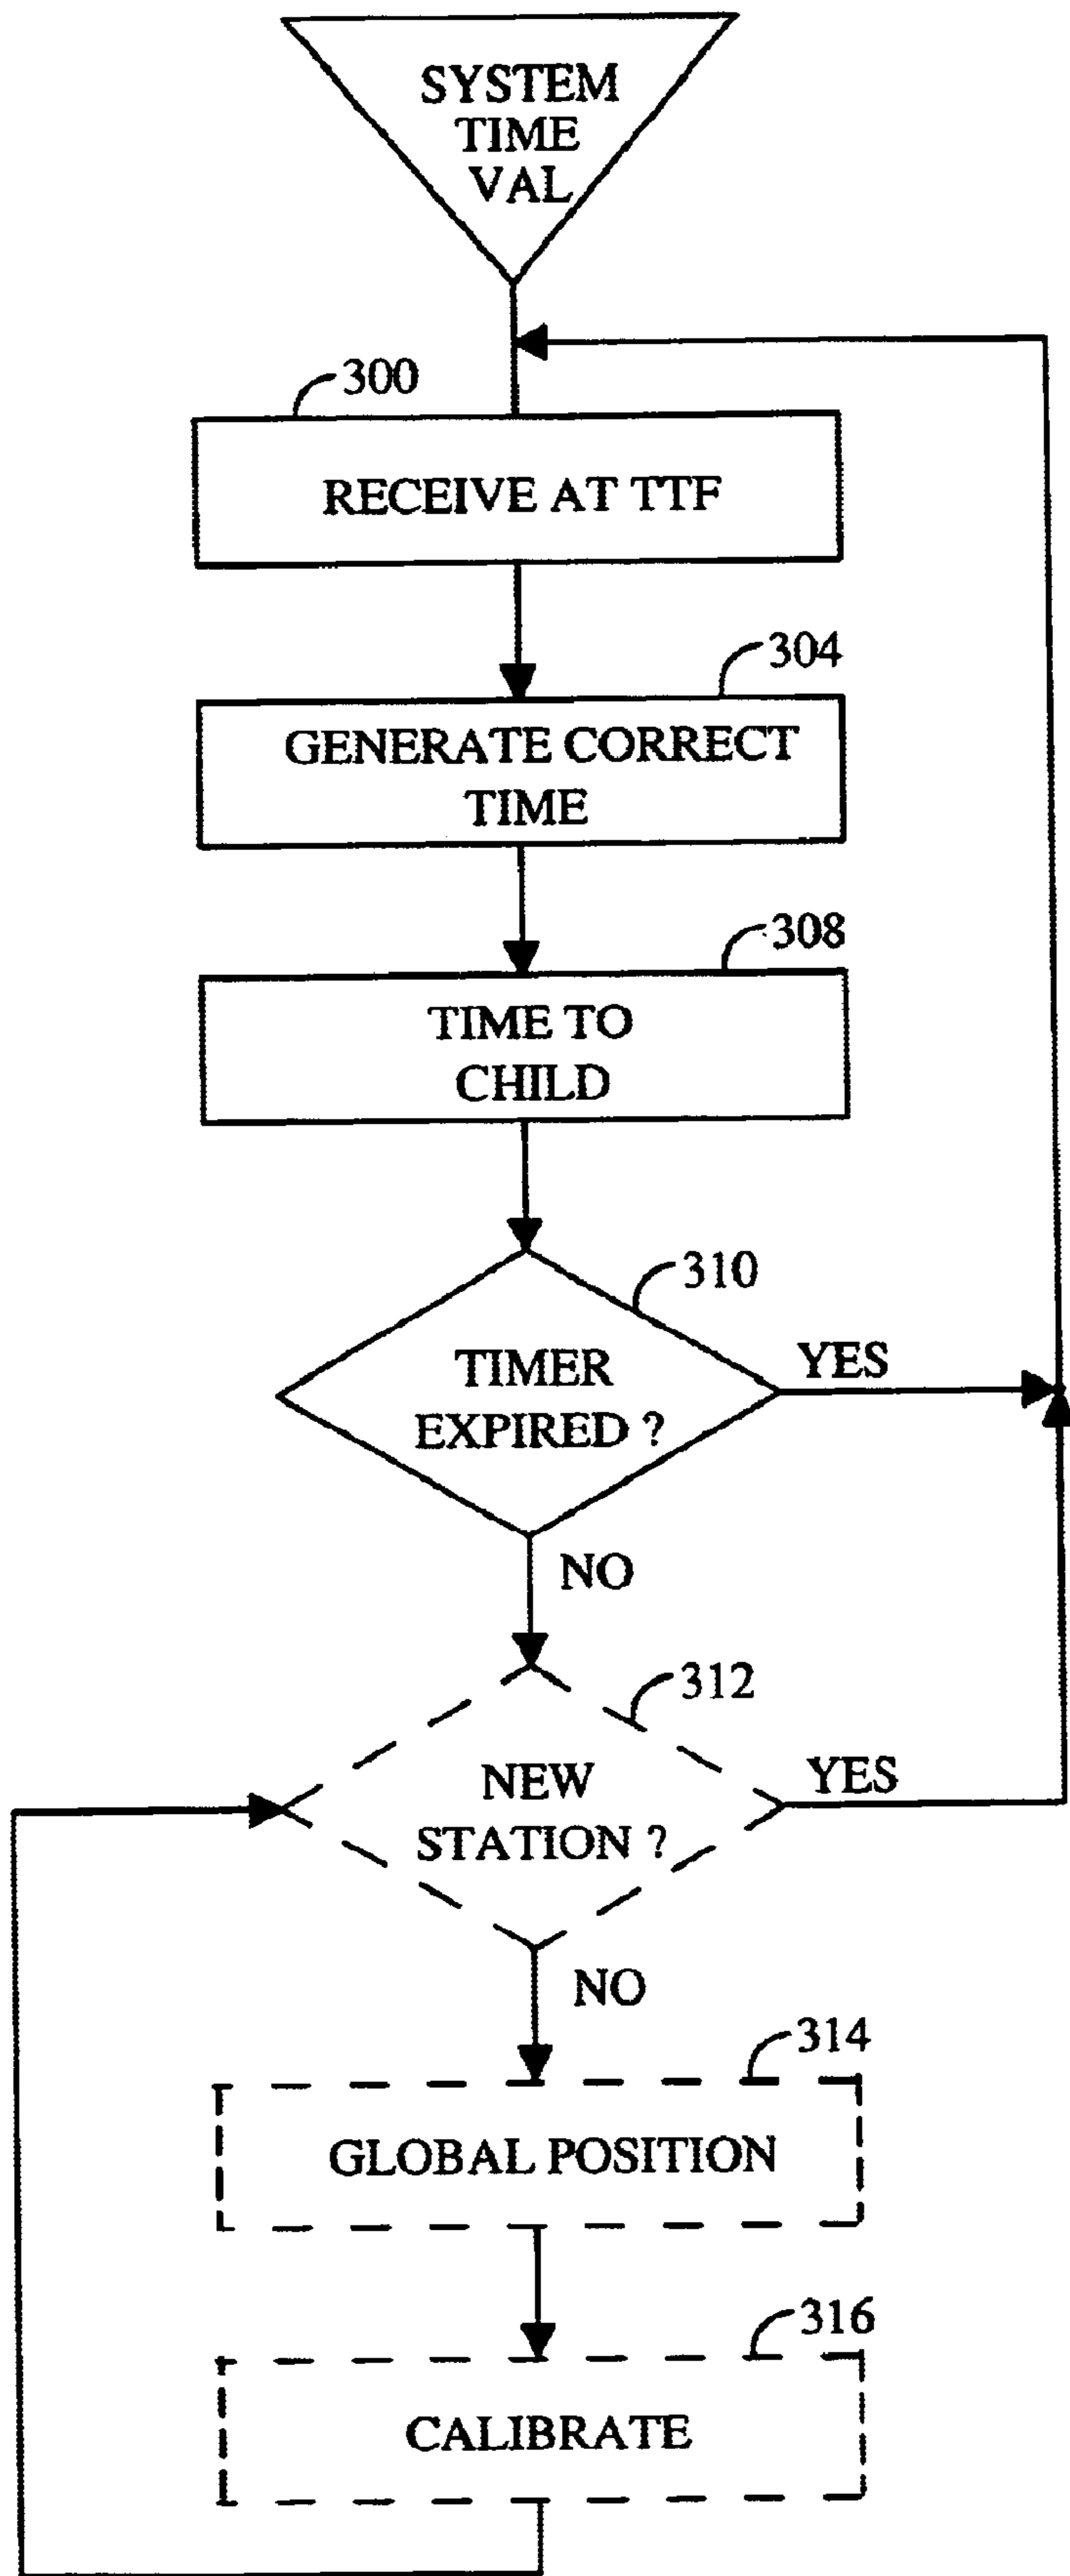 SYSTEM
TIME
VAL
300
RECEIVE AT TTF
304
GENERATE CORRECT
TIME
308
TIME TO
CHILD
310
TIMER
EXPIRED ?
YES
NO
312
NEW
STATION ?
YES
NO
314
GLOBAL POSITION
316
CALIBRATE